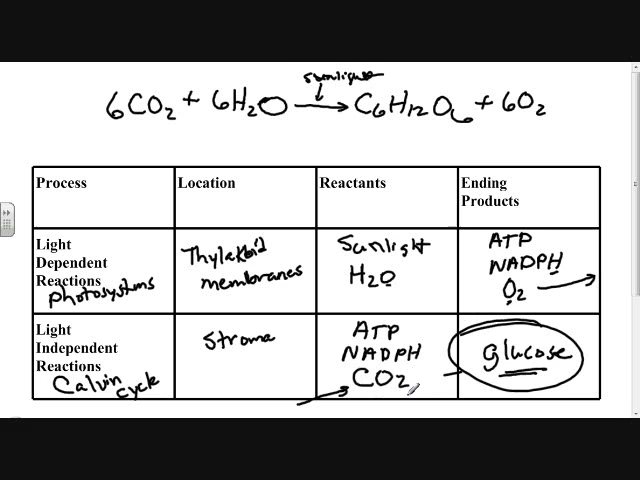 sunlight
6CO2 + 6H2O → C6H12O6 + 6O2
Process
Location
Reactants
Ending
Products
Light
Dependent
Reactions
Photosystems
Thylakoid
membranes
Sunlight
H2O
ATP
NADPH
O2
Light
Independent
Reactions
Calvin
cycle
Stroma
ATP
NADPH
CO2
glucose